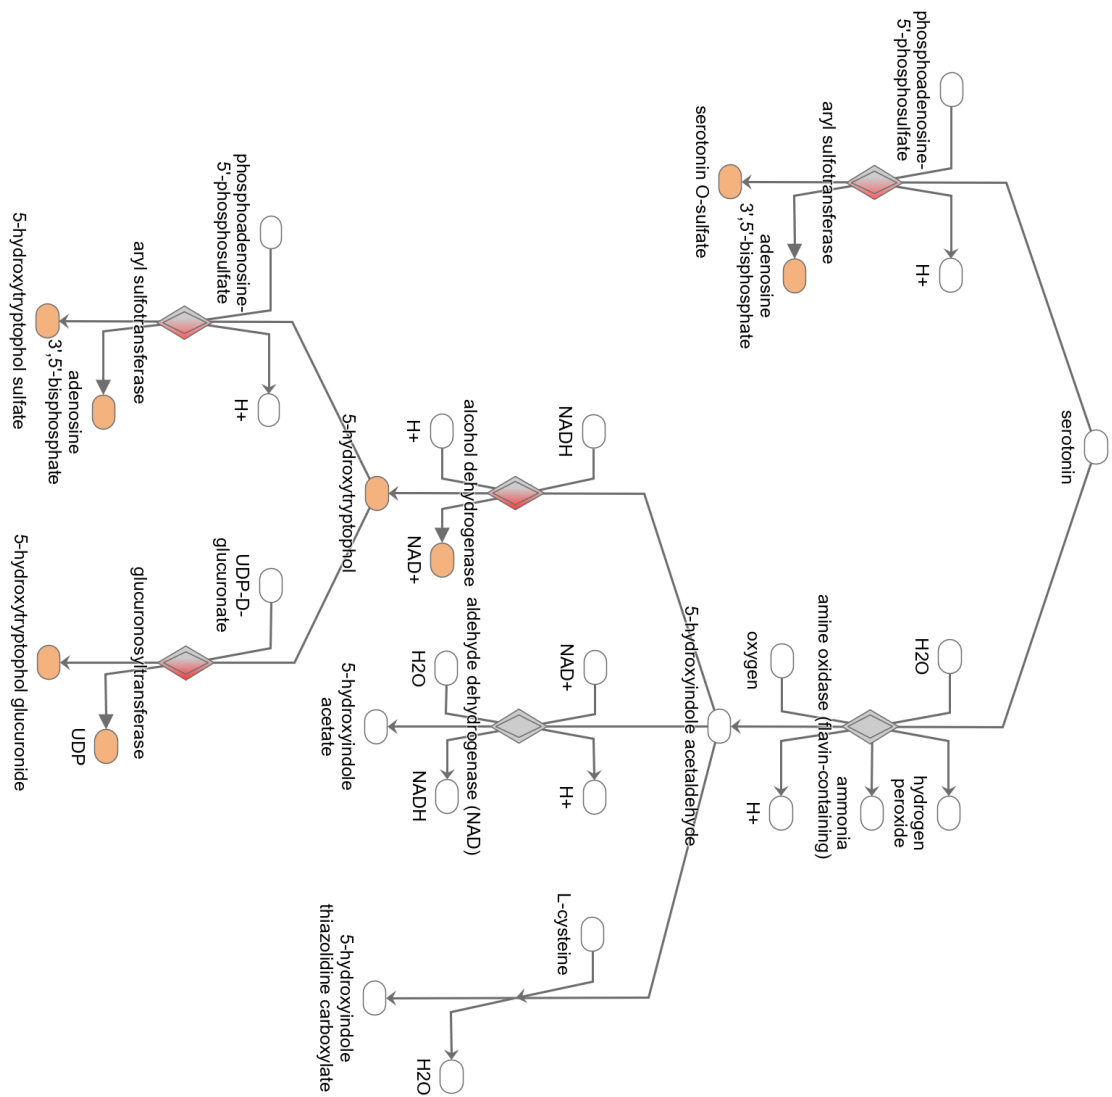 serotonin
phosphoadenosine-
5'-phosphosulfate
H+
aryl sulfotransferase
adenosine
3',5'-bisphosphate
serotonin O-sulfate
H2O
hydrogen
peroxide
ammonia
amine oxidase (flavin-containing)
oxygen
H+
5-hydroxyindole acetaldehyde
NADH
NAD+
H+
L-cysteine
alcohol dehydrogenase
aldehyde dehydrogenase (NAD)
H+
NAD+
H2O
NADH
H2O
5-hydroxytryptophol
5-hydroxyindole
acetate
5-hydroxyindole
thiazolidine carboxylate
phosphoadenosine-
5'-phosphosulfate
H+
UDP-D-
glucuronate
aryl sulfotransferase
glucuronosyltransferase
adenosine
3',5'-bisphosphate
UDP
5-hydroxytryptophol sulfate
5-hydroxytryptophol glucuronide